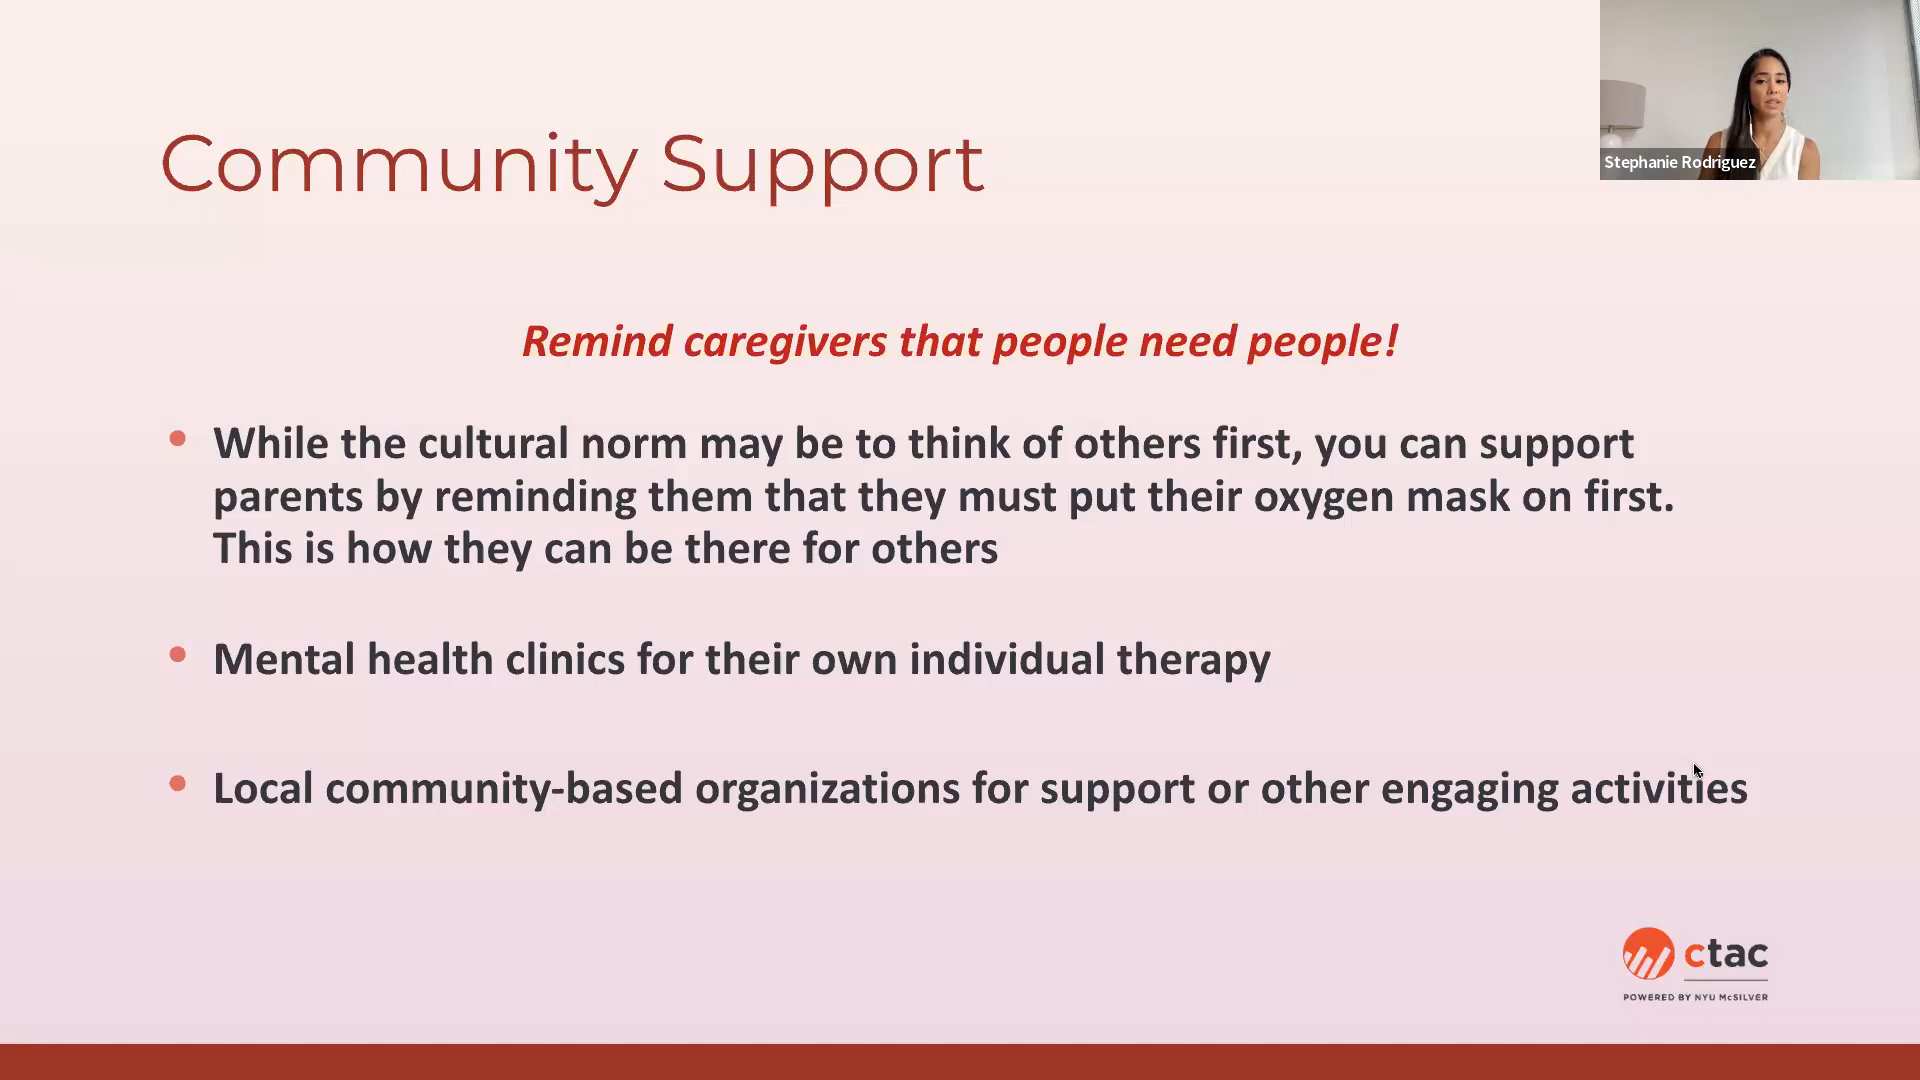 Community Support
Stephanie Rodriguez
Remind caregivers that people need people!
• While the cultural norm may be to think of others first, you can support
parents by reminding them that they must put their oxygen mask on first.
This is how they can be there for others
• Mental health clinics for their own individual therapy
• Local community-based organizations for support or other engaging activities
ctac
POWERED BY NYU McSILVER